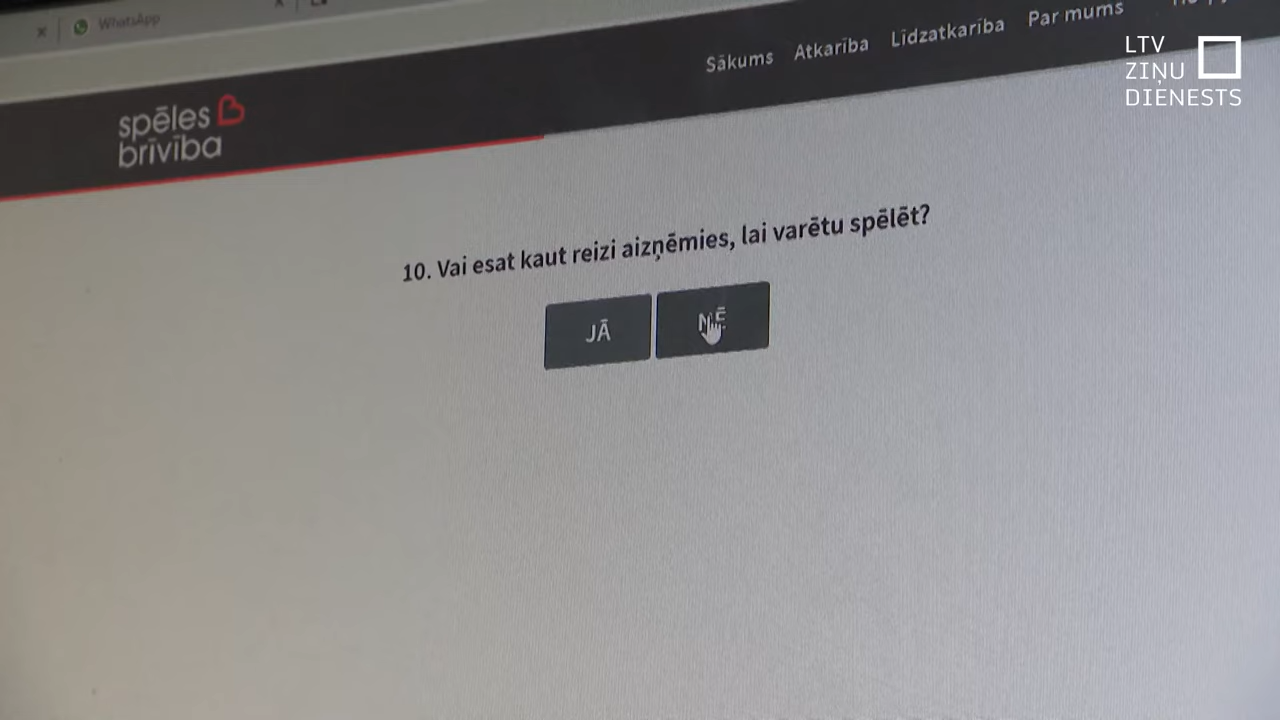 WhatsApp
Sākums Atkarība Līdzatkarība Par mums
LTV
ZIŅU
DIENESTS
spēles
brīvība
10. Vai esat kaut reizi aizņēmies, lai varētu spēlēt?
JĀ NĒ